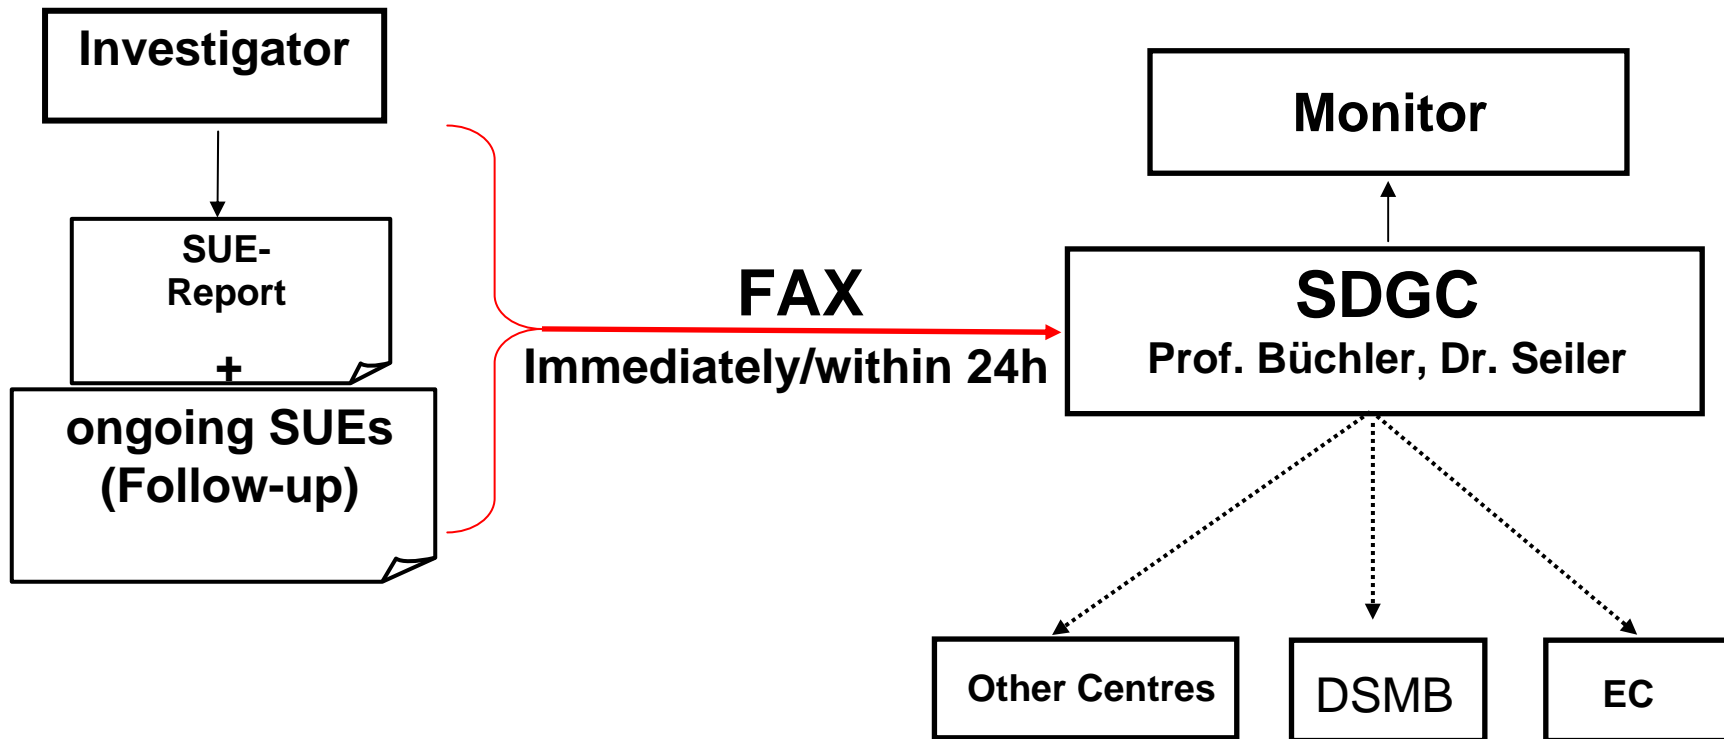 Investigator
SUE-
Report
+
ongoing SUEs
(Follow-up)
FAX
Immediately/within 24h
Monitor
SDGC
Prof. Büchler, Dr. Seiler
Other Centres
DSMB
EC